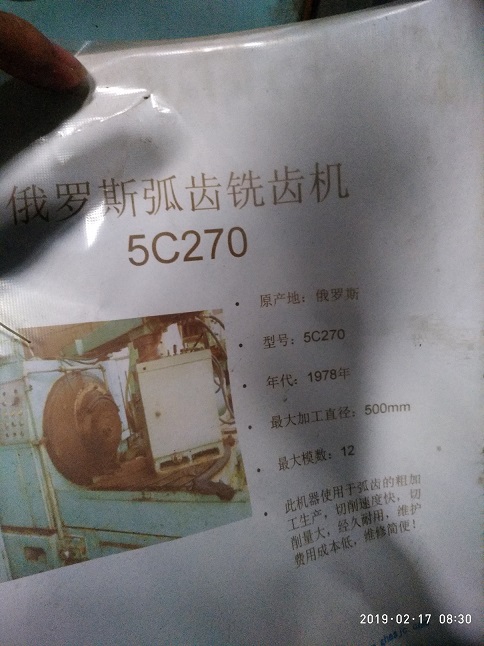 俄罗斯弧齿铣齿机
5C270
• 原产地：俄罗斯
• 型号：5C270
• 年代：1978年
• 最大加工直径：500mm
• 最大模数：12
• 此机器使用于弧齿的粗加
工生产，切削速度快，切
削量大，经久耐用，维护
费用成本低，维修简便！
2019·02·17 08:30